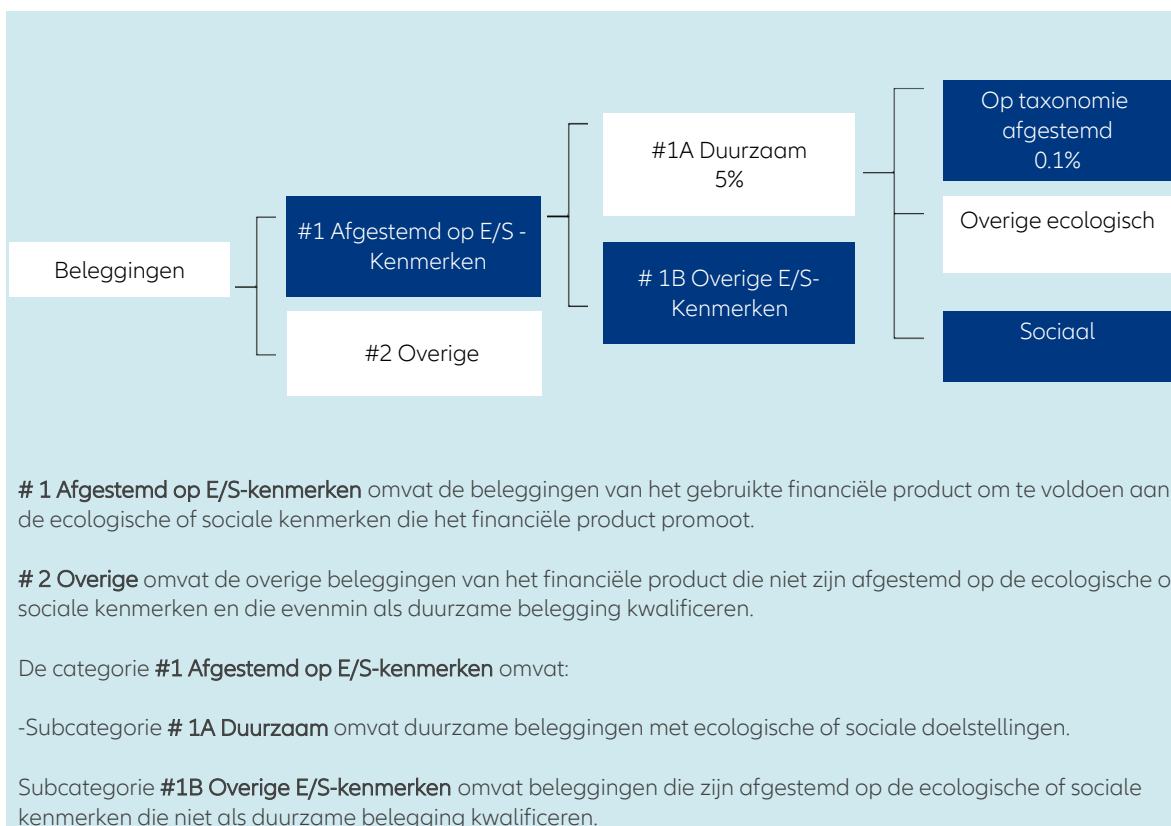 Op taxonomie
afgestemd
0.1%
#1A Duurzaam
5%
Overige ecologisch
#1 Afgestemd op E/S -
Kenmerken
Beleggingen
# 1B Overige E/S-
Kenmerken
Sociaal
#2 Overige
# 1 Afgestemd op E/S-kenmerken omvat de beleggingen van het gebruikte financiële product om te voldoen aan
de ecologische of sociale kenmerken die het financiële product promoot.
# 2 Overige omvat de overige beleggingen van het financiële product die niet zijn afgestemd op de ecologische o
sociale kenmerken en die evenmin als duurzame belegging kwalificeren.
De categorie #1 Afgestemd op E/S-kenmerken omvat:
-Subcategorie # 1A Duurzaam omvat duurzame beleggingen met ecologische of sociale doelstellingen.
Subcategorie #1B Overige E/S-kenmerken omvat beleggingen die zijn afgestemd op de ecologische of sociale
kenmerken die niet als duurzame belegging kwalificeren.